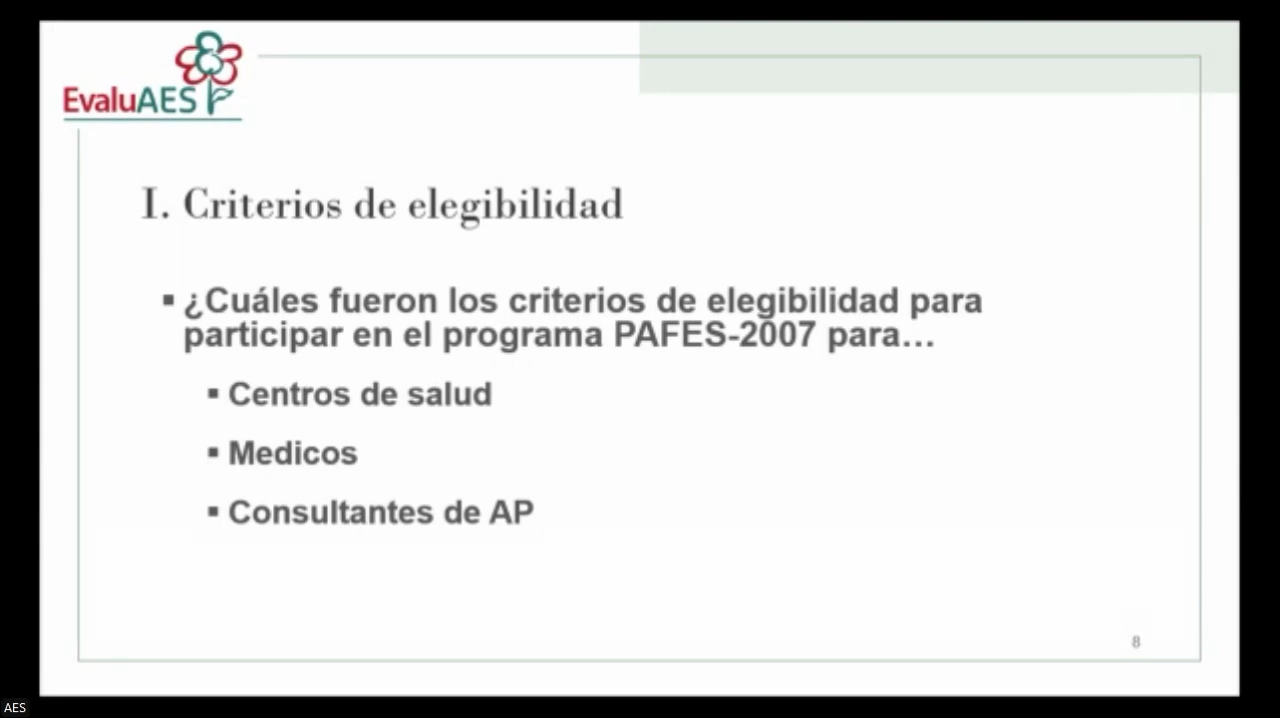 EvaluAES
I. Criterios de elegibilidad
▪ ¿Cuáles fueron los criterios de elegibilidad para
participar en el programa PAFES-2007 para…
▪ Centros de salud
▪ Medicos
▪ Consultantes de AP
8
AES